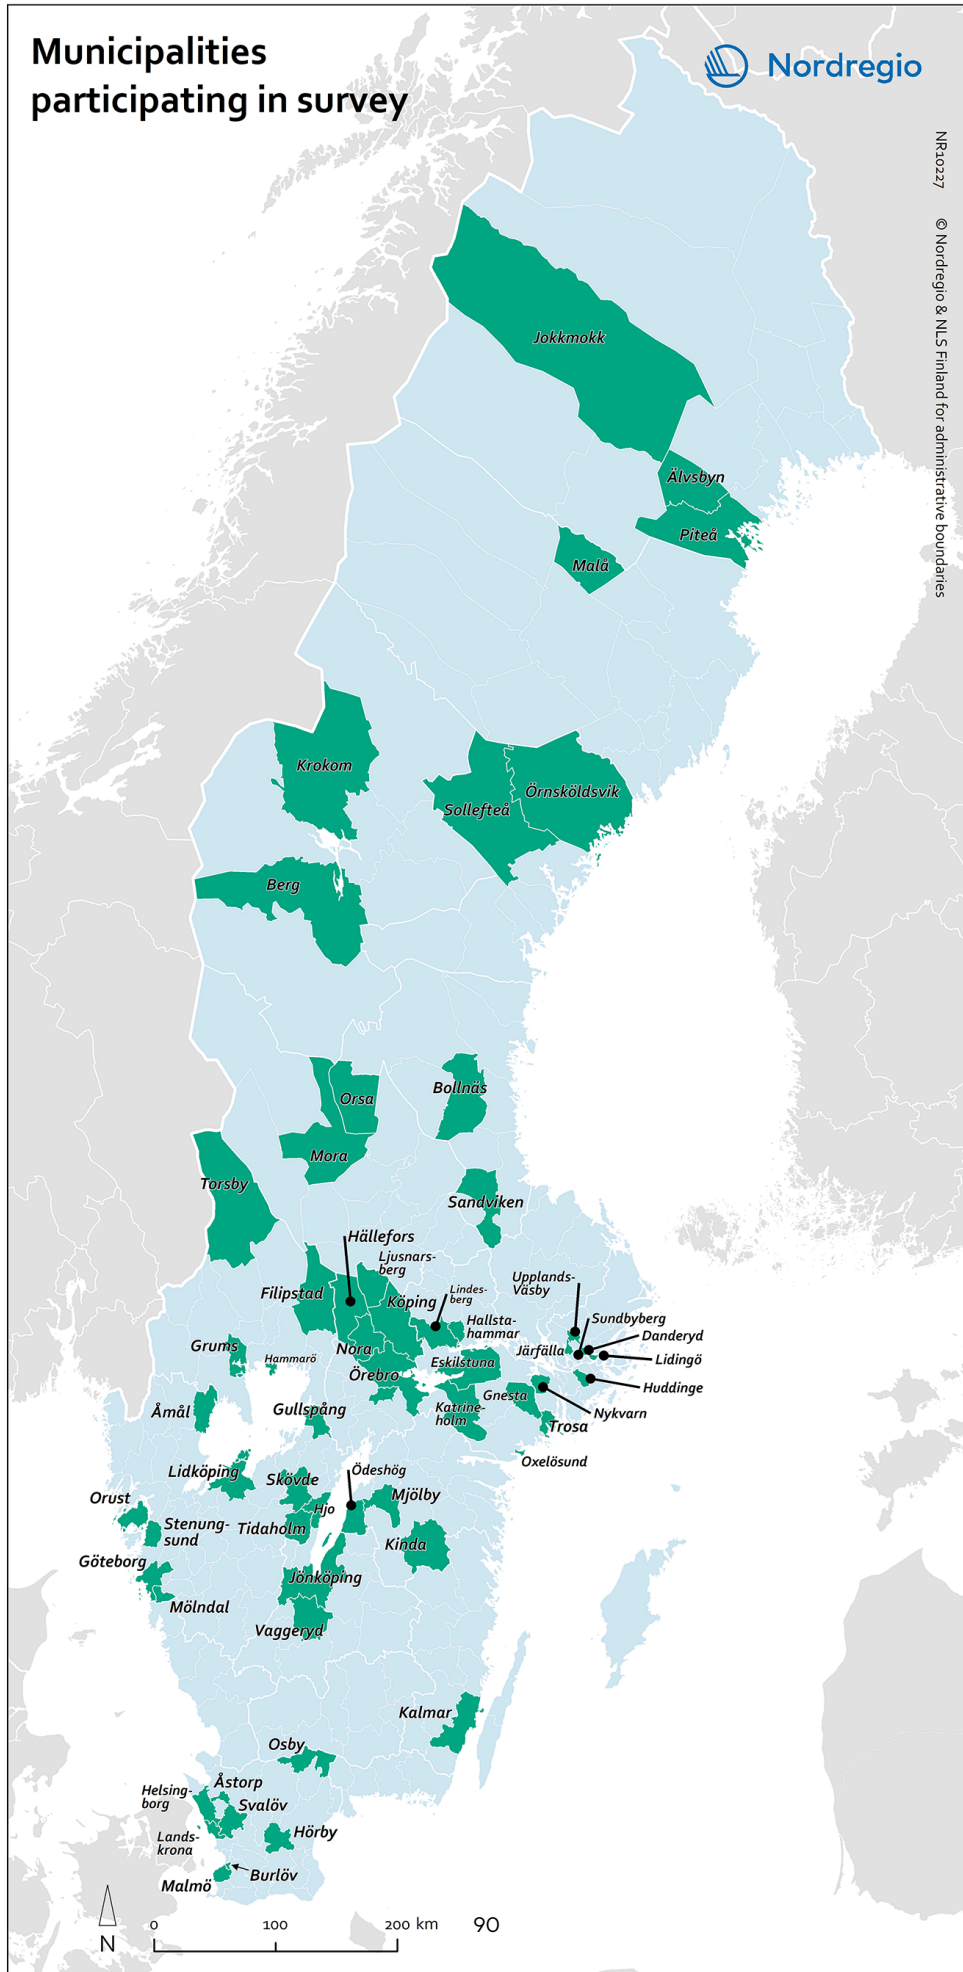 Municipalities
participating in survey
Nordregio
NR10227 © Nordregio & NLS Finland for administrative boundaries
Jokkmokk
Älvsbyn
Piteå
Malå
Krokom
Örnsköldsvik
Sollefteå
Berg
Bollnäs
Orsa
Mora
Torsby
Sandviken
Hällefors
Ljusnars-
berg
Filipstad
Köping
Lindes-
berg
Upplands-
Väsby
Hallsta-
hammar
Sundbyberg
Danderyd
Järfälla
Lidingö
Grums
Nora
Hammarö
Eskilstuna
Örebro
Huddinge
Gnesta
Åmål
Gullspång
Katrine-
holm
Nykvarn
Trosa
Oxelösund
Lidköping
Skövde
Ödeshög
Mjölby
Orust
Hjo
Stenung-
sund
Tidaholm
Kinda
Göteborg
Jönköping
Mölndal
Vaggeryd
Kalmar
Osby
Åstorp
Helsing-
borg
Svalöv
Hörby
Lands-
krona
Burlöv
Malmö
0 100 200 km
90
N